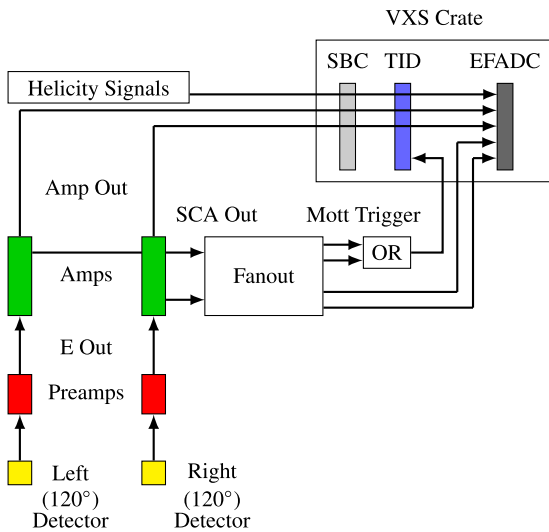 VXS Crate
SBC TID EFADC
Helicity Signals
Amp Out
SCA Out Mott Trigger
OR
Amps Fanout
E Out
Preamps
Left Right
(120°) (120°)
Detector Detector